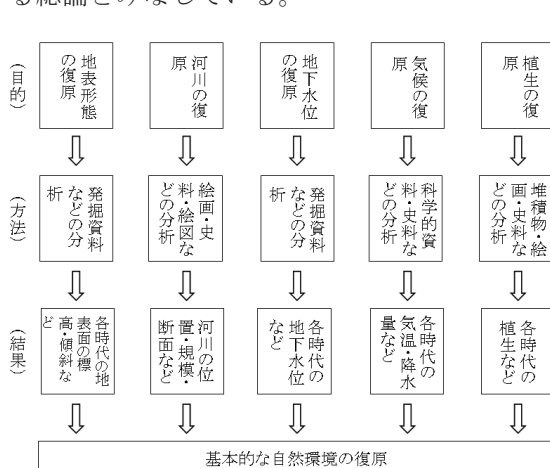 る総論とみなしている。
(目的)
地表形態
の復原
河川の復
原
地下水位
の復原
気候の復
原
植生の復
原
(方法)
発掘資料
などの分
析
絵画・史
料・絵図な
どの分析
発掘資料
などの分
析
科学的資
料・史料な
どの分析
堆積物・絵
画・史料な
どの分析
(結果)
各時代の地
表面の標
高・傾斜な
ど
河川の位
置・規模・
断面など
各時代の
地下水位
など
各時代の
気温・降水
量など
各時代の
植生など
基本的な自然環境の復原